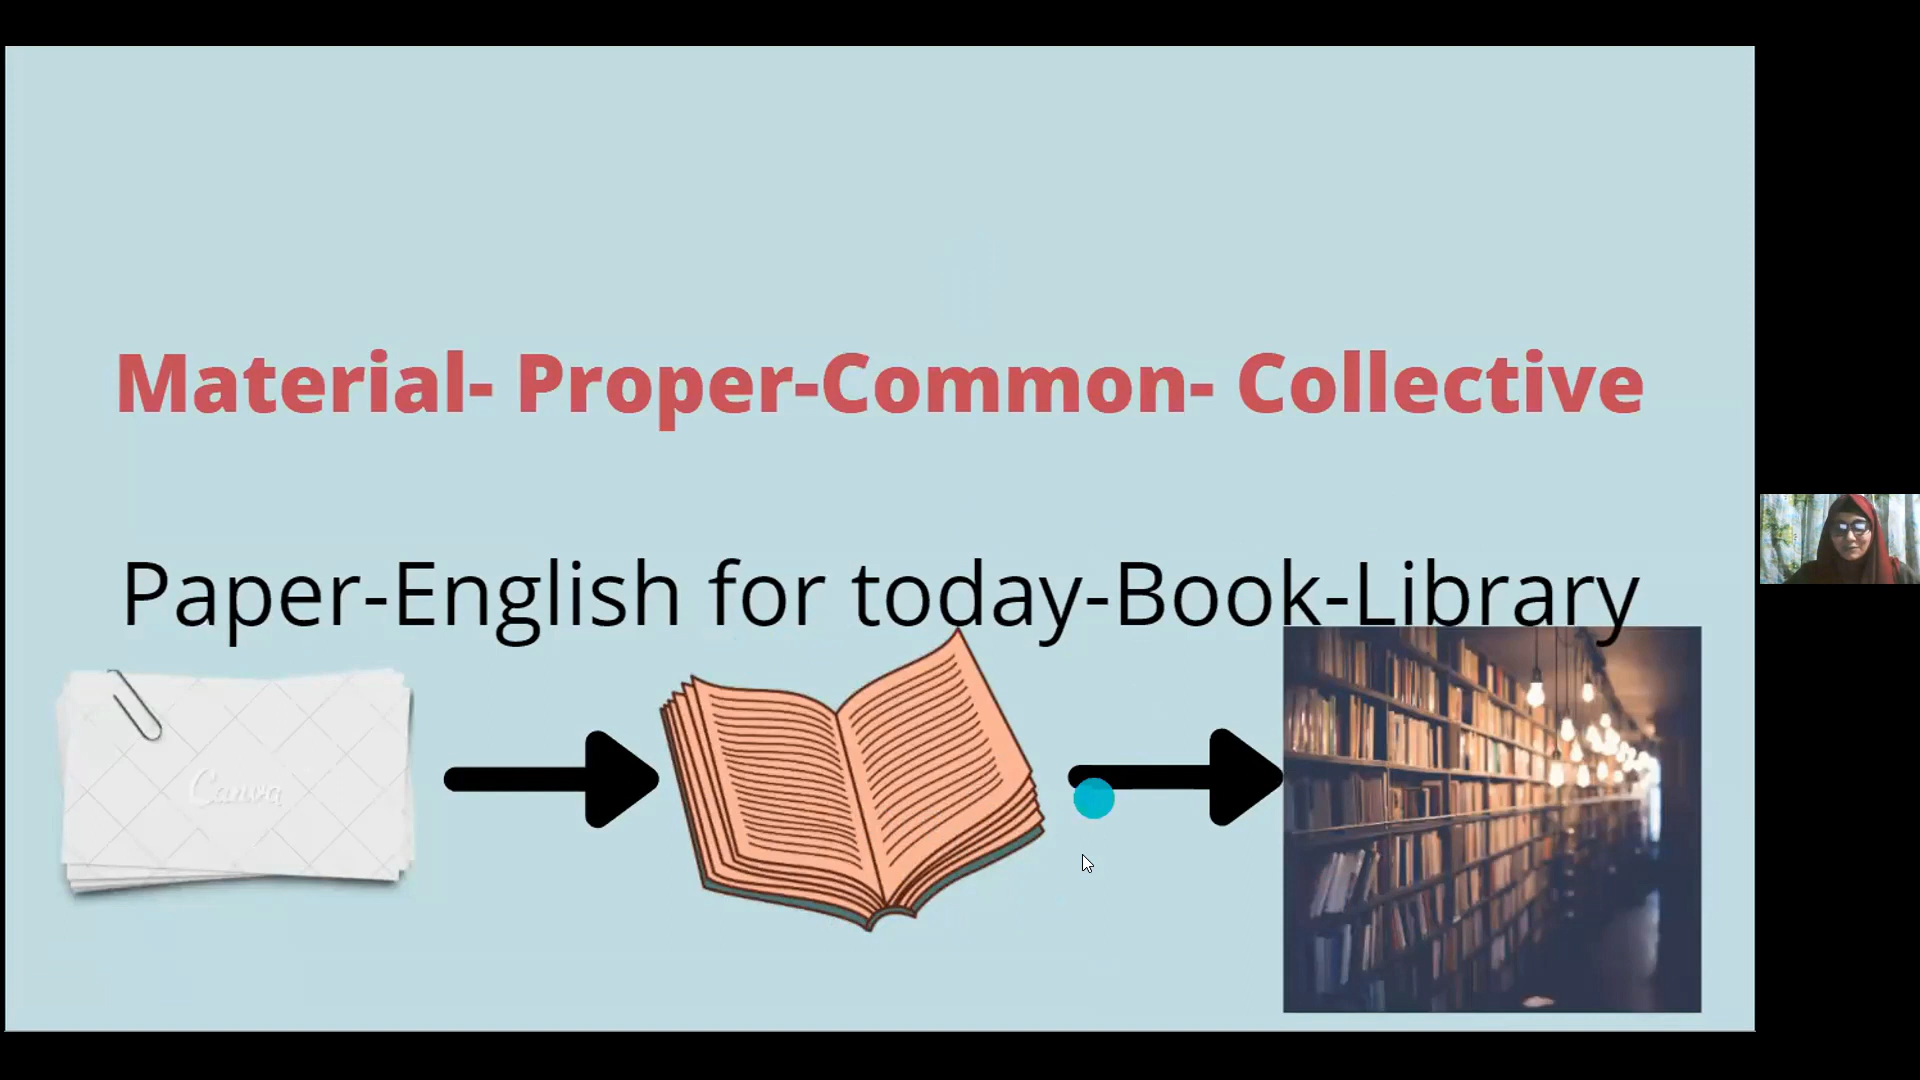 Material- Proper-Common- Collective
Paper-English for today-Book-Library
Canva